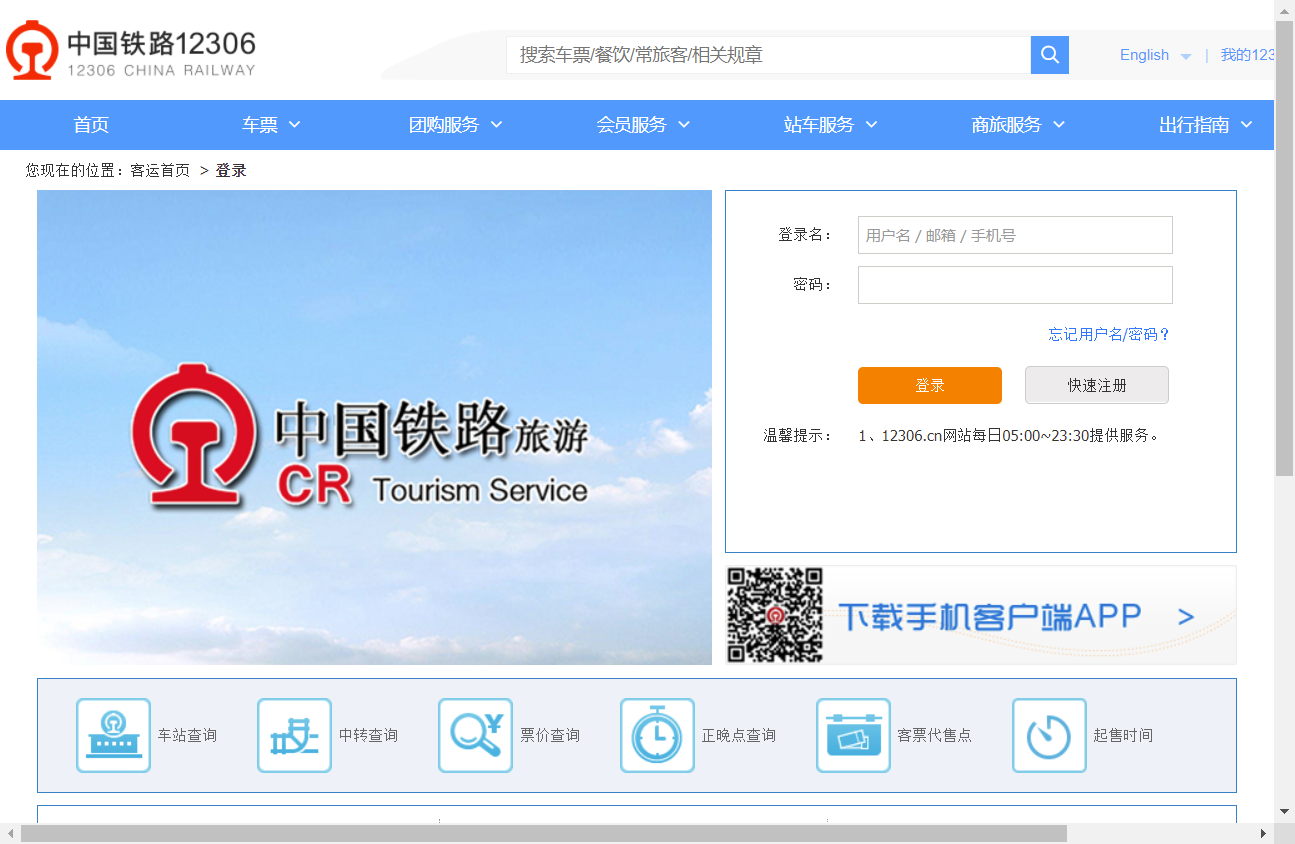 中国铁路12306
12306 CHINA RAILWAY
搜索车票/餐饮/常旅客/相关规章
English | 我的123
首页 车票 团购服务 会员服务 站车服务 商旅服务 出行指南
您现在的位置：客运首页 > 登录
登录名：
用户名 / 邮箱 / 手机号
密码：
忘记用户名/密码？
登录 快速注册
温馨提示： 1、12306.cn网站每日05:00~23:30提供服务。
中国铁路旅游
CR Tourism Service
下载手机客户端APP >
车站查询 中转查询 票价查询 正晚点查询 客票代售点 起售时间